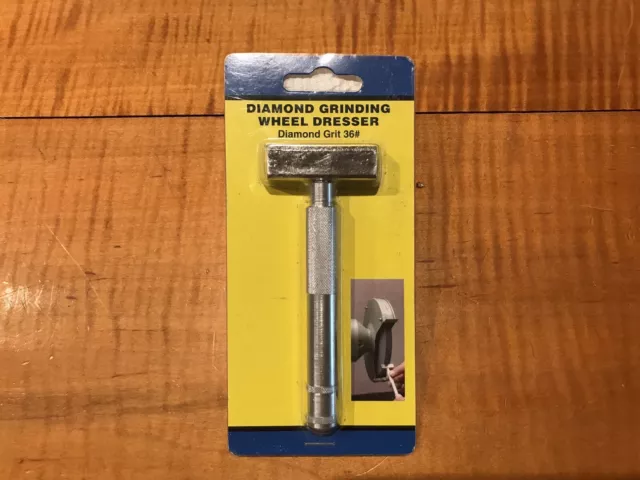 DIAMOND GRINDING
WHEEL DRESSER
Diamond Grit 36#